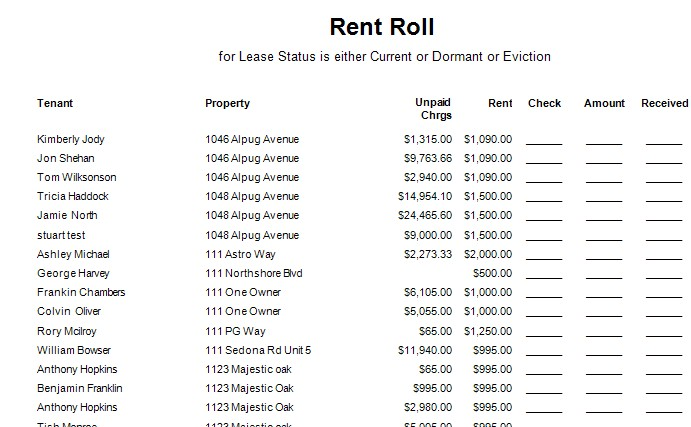 Rent Roll
for Lease Status is either Current or Dormant or Eviction
Tenant Property Unpaid Chrgs Rent Check Amount Received
Kimberly Jody 1046 Alpug Avenue $1,315.00 $1,090.00
Jon Shehan 1046 Alpug Avenue $9,763.66 $1,090.00
Tom Wilksonson 1046 Alpug Avenue $2,940.00 $1,090.00
Tricia Haddock 1048 Alpug Avenue $14,954.10 $1,500.00
Jamie North 1048 Alpug Avenue $24,465.60 $1,500.00
stuart test 1048 Alpug Avenue $9,000.00 $1,500.00
Ashley Michael 111 Astro Way $2,273.33 $2,000.00
George Harvey 111 Northshore Blvd $500.00
Frankin Chambers 111 One Owner $6,105.00 $1,000.00
Colvin Oliver 111 One Owner $5,055.00 $1,000.00
Rory Mcilroy 111 PG Way $65.00 $1,250.00
William Bowser 111 Sedona Rd Unit 5 $11,940.00 $995.00
Anthony Hopkins 1123 Majestic oak $65.00 $995.00
Benjamin Franklin 1123 Majestic Oak $995.00 $995.00
Anthony Hopkins 1123 Majestic Oak $2,980.00 $995.00